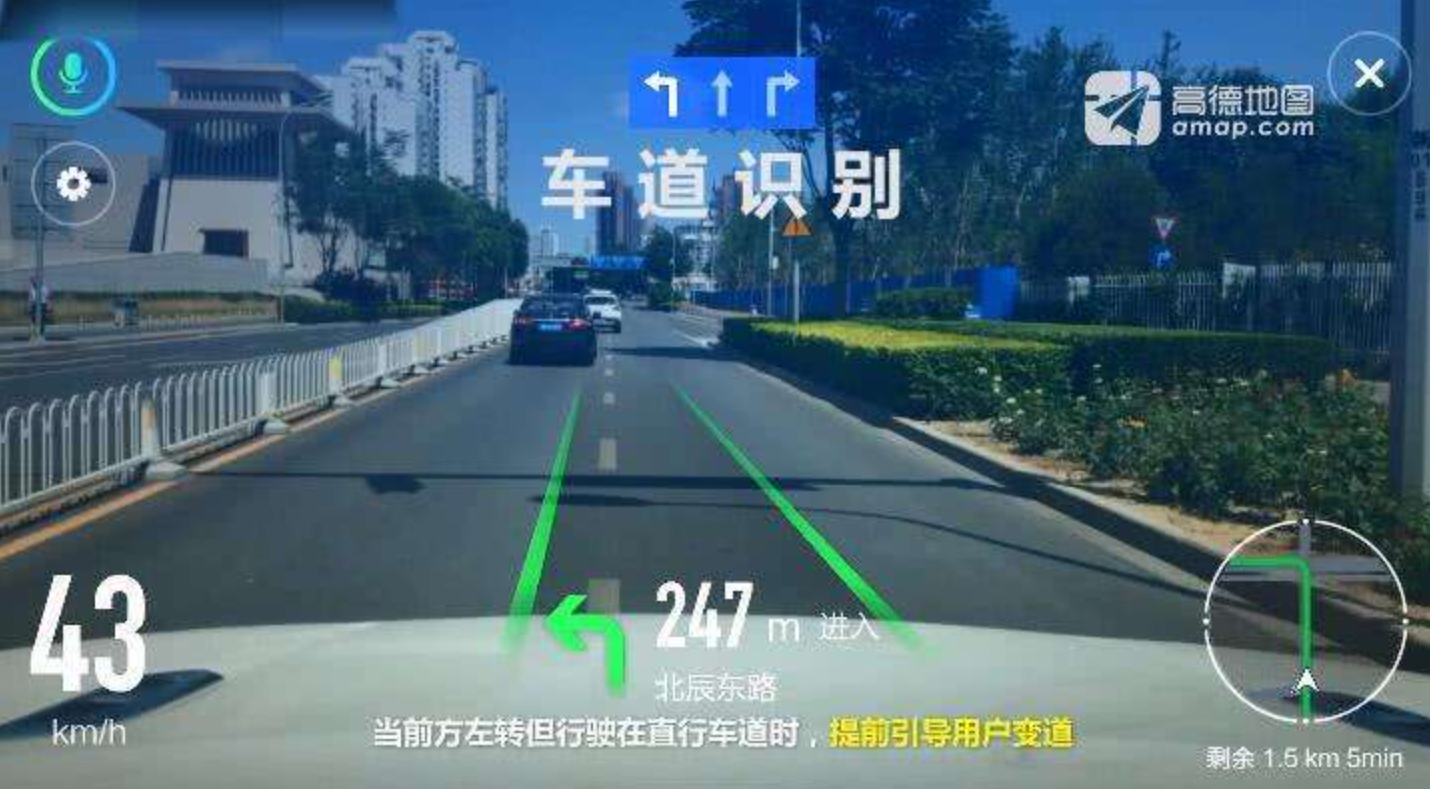 高德地图
amap.com
车道识别
43
km/h
247 m 进入
北辰东路
当前方左转但行驶在直行车道时，提前引导用户变道
剩余 1.5 km 5min